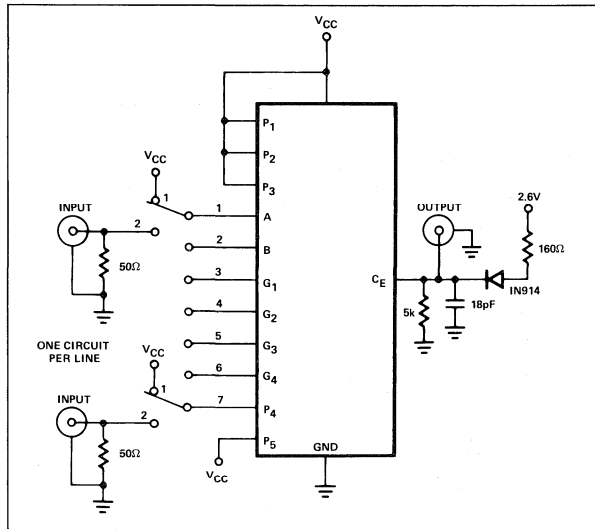 VCC
P1
P2
P3
VCC
1
INPUT
2
50Ω
1
A
2
B
3
G1
4
G2
5
G3
6
G4
7
P4
P5
GND
CE
OUTPUT
2.6V
160Ω
IN914
5k
18pF
ONE CIRCUIT
PER LINE
VCC
1
INPUT
2
50Ω
VCC